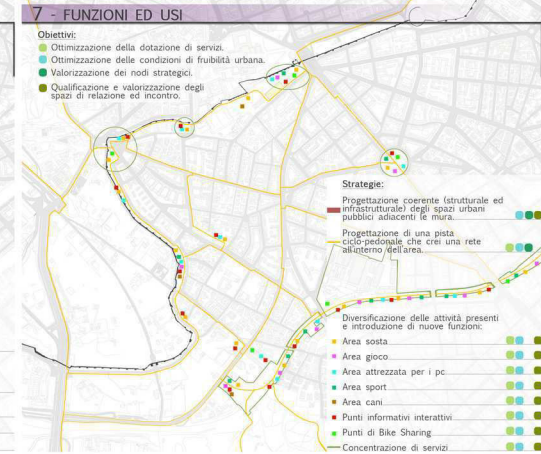 7 - FUNZIONI ED USI
Obiettivi:
Ottimizzazione della dotazione di servizi.
Ottimizzazione delle condizioni di fruibilità urbana.
Valorizzazione dei nodi strategici.
Qualificazione e valorizzazione degli
spazi di relazione ed incontro.
Strategie:
Progettazione coerente (strutturale ed
infrastrutturale) degli spazi urbani
pubblici adiacenti le mura.
Progettazione di una pista
ciclo-pedonale che crei una rete
all'interno dell'area.
Diversificazione delle attività presenti
e introduzione di nuove funzioni:
Area sosta
Area gioco
Area attrezzata per i pc
Area sport
Area cani
Punti informativi interattivi
Punti di Bike Sharing
Concentrazione di servizi